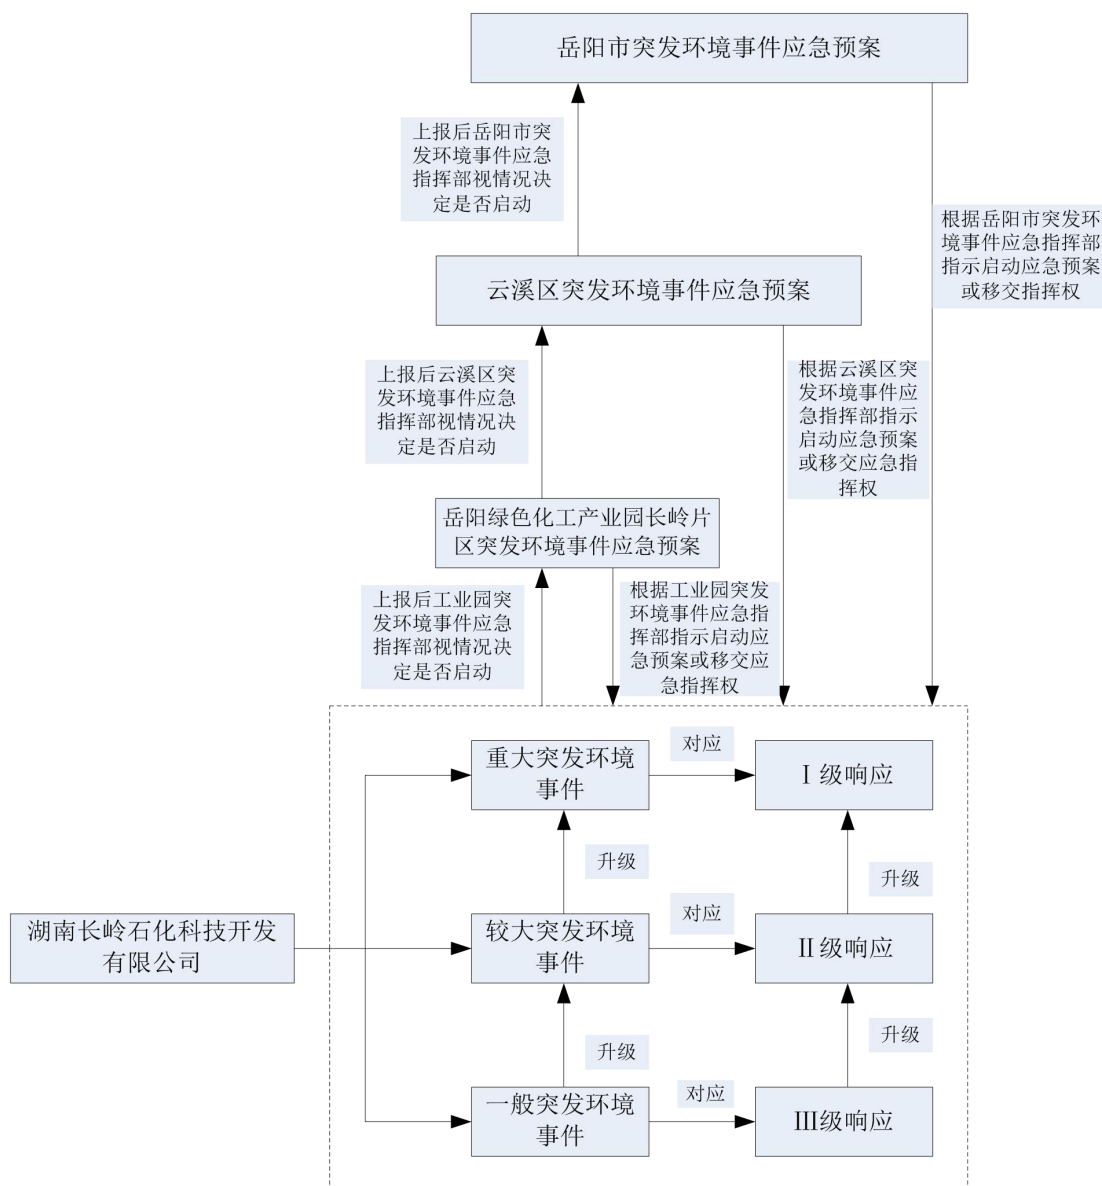 岳阳市突发环境事件应急预案
上报后岳阳市突
发环境事件应急
指挥部视情况决
定是否启动
根据岳阳市突发环
境事件应急指挥部
指示启动应急预案
或移交指挥权
云溪区突发环境事件应急预案
上报后云溪区突
发环境事件应急
指挥部视情况决
定是否启动
根据云溪区突
发环境事件应
急指挥部指示
启动应急预案
或移交应急指
挥权
岳阳绿色化工产业园长岭片
区突发环境事件应急预案
上报后工业园突
发环境事件应急
指挥部视情况决
定是否启动
根据工业园突发
环境事件应急指
挥部指示启动应
急预案或移交应
急指挥权
重大突发环境
事件
对应
Ⅰ级响应
升级
升级
湖南长岭石化科技开发
有限公司
较大突发环境
事件
对应
Ⅱ级响应
升级
升级
一般突发环境
事件
对应
Ⅲ级响应